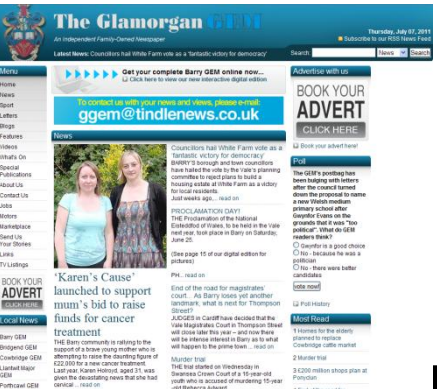 The Glamorgan GEM
An Independent Family-Owned Newspaper
Thursday, July 07, 2011
Subscribe to our RSS News Feed
Latest News: Councillors hail White Farm vote as a 'fantastic victory for democracy'
Search:
News
Search
Menu
Home
News
Sport
Letters
Blogs
Features
Videos
What's On
Special
Publications
About Us
Contact Us
Jobs
Motors
Marketplace
Send Us
Your Stories
Links
TV Listings
BOOK YOUR
ADVERT
CLICK HERE
Local News
Barry GEM
Bridgend GEM
Cowbridge GEM
Llantwit Major
GEM
Porthcawl GEM
Get your complete Barry GEM online now...
Click here to view our new interactive digital edition
To contact us with your news and views, please e-mail:
ggem@tindlenews.co.uk
News
'Karen's Cause'
launched to support
mum's bid to raise
funds for cancer
treatment
THE Barry community is rallying to the
support of a brave young mother who is
attempting to raise the daunting figure of
£22,000 for a new cancer treatment.
Last year, Karen Holroyd, aged 31, was
given the devastating news that she had
cervical ... read on
Councillors hail White Farm vote as a
'fantastic victory for democracy'
BARRY'S borough and town councillors
have hailed the vote by the Vale's planning
committee to reject plans to build a
housing estate at White Farm as a victory
for local residents.
Just weeks ago,... read on
PROCLAMATION DAY!
THE Proclamation of the National
Eisteddfod of Wales, to be held in the Vale
next year, took place in Barry on Saturday,
June 25.
(See page 15 of our digital edition for
pictures)
PH... read on
End of the road for magistrates'
court... As Barry loses yet another
landmark, what is next for Thompson
Street?
JUDGES in Cardiff have decided that the
Vale Magistrates Court in Thompson Street
will close later this year – and now there
will be intense interest in Barry as to what
will happen to the prime town ... read on
Murder trial
THE trial started on Wednesday in
Swansea Crown Court of a 16-year-old
youth who is accused of murdering 15-year
Advertise with us
BOOK YOUR
ADVERT
CLICK HERE
Book your advert here!
Poll
The GEM's postbag has
been bulging with letters
after the council turned
down the proposal to name
a new Welsh medium
primary school after
Gwynfor Evans on the
grounds that it was "too
political". What do GEM
readers think?
Gwynfor is a good choice
No - because he was a
politician
No - there were better
candidates
vote now!
Poll History
Most Read
1 Homes for the elderly
planned to replace
Cowbridge cattle market
2 Murder trial
3 £200 million shops plan at
Pontyclun